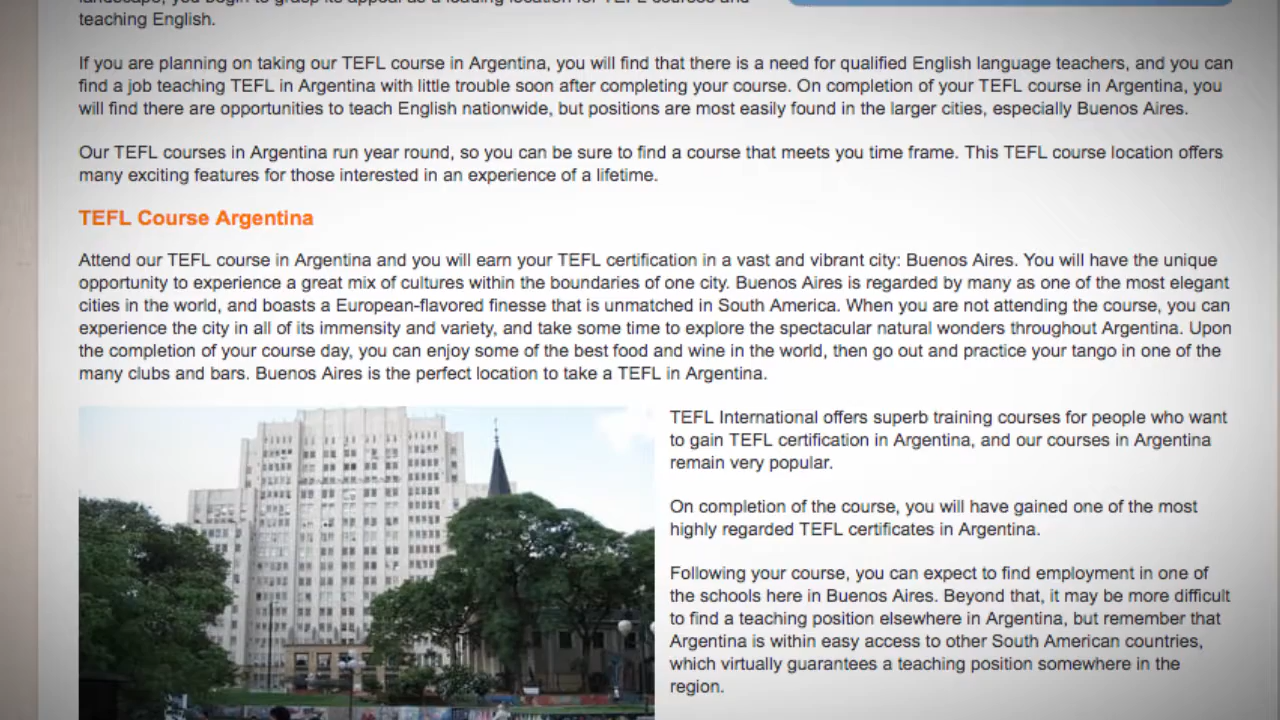 landscape, you begin to grasp its appeal as a leading location for TEFL courses and
teaching English.
If you are planning on taking our TEFL course in Argentina, you will find that there is a need for qualified English language teachers, and you can
find a job teaching TEFL in Argentina with little trouble soon after completing your course. On completion of your TEFL course in Argentina, you
will find there are opportunities to teach English nationwide, but positions are most easily found in the larger cities, especially Buenos Aires.
Our TEFL courses in Argentina run year round, so you can be sure to find a course that meets you time frame. This TEFL course location offers
many exciting features for those interested in an experience of a lifetime.
TEFL Course Argentina
Attend our TEFL course in Argentina and you will earn your TEFL certification in a vast and vibrant city: Buenos Aires. You will have the unique
opportunity to experience a great mix of cultures within the boundaries of one city. Buenos Aires is regarded by many as one of the most elegant
cities in the world, and boasts a European-flavored finesse that is unmatched in South America. When you are not attending the course, you can
experience the city in all of its immensity and variety, and take some time to explore the spectacular natural wonders throughout Argentina. Upon
the completion of your course day, you can enjoy some of the best food and wine in the world, then go out and practice your tango in one of the
many clubs and bars. Buenos Aires is the perfect location to take a TEFL in Argentina.
TEFL International offers superb training courses for people who want
to gain TEFL certification in Argentina, and our courses in Argentina
remain very popular.
On completion of the course, you will have gained one of the most
highly regarded TEFL certificates in Argentina.
Following your course, you can expect to find employment in one of
the schools here in Buenos Aires. Beyond that, it may be more difficult
to find a teaching position elsewhere in Argentina, but remember that
Argentina is within easy access to other South American countries,
which virtually guarantees a teaching position somewhere in the
region.